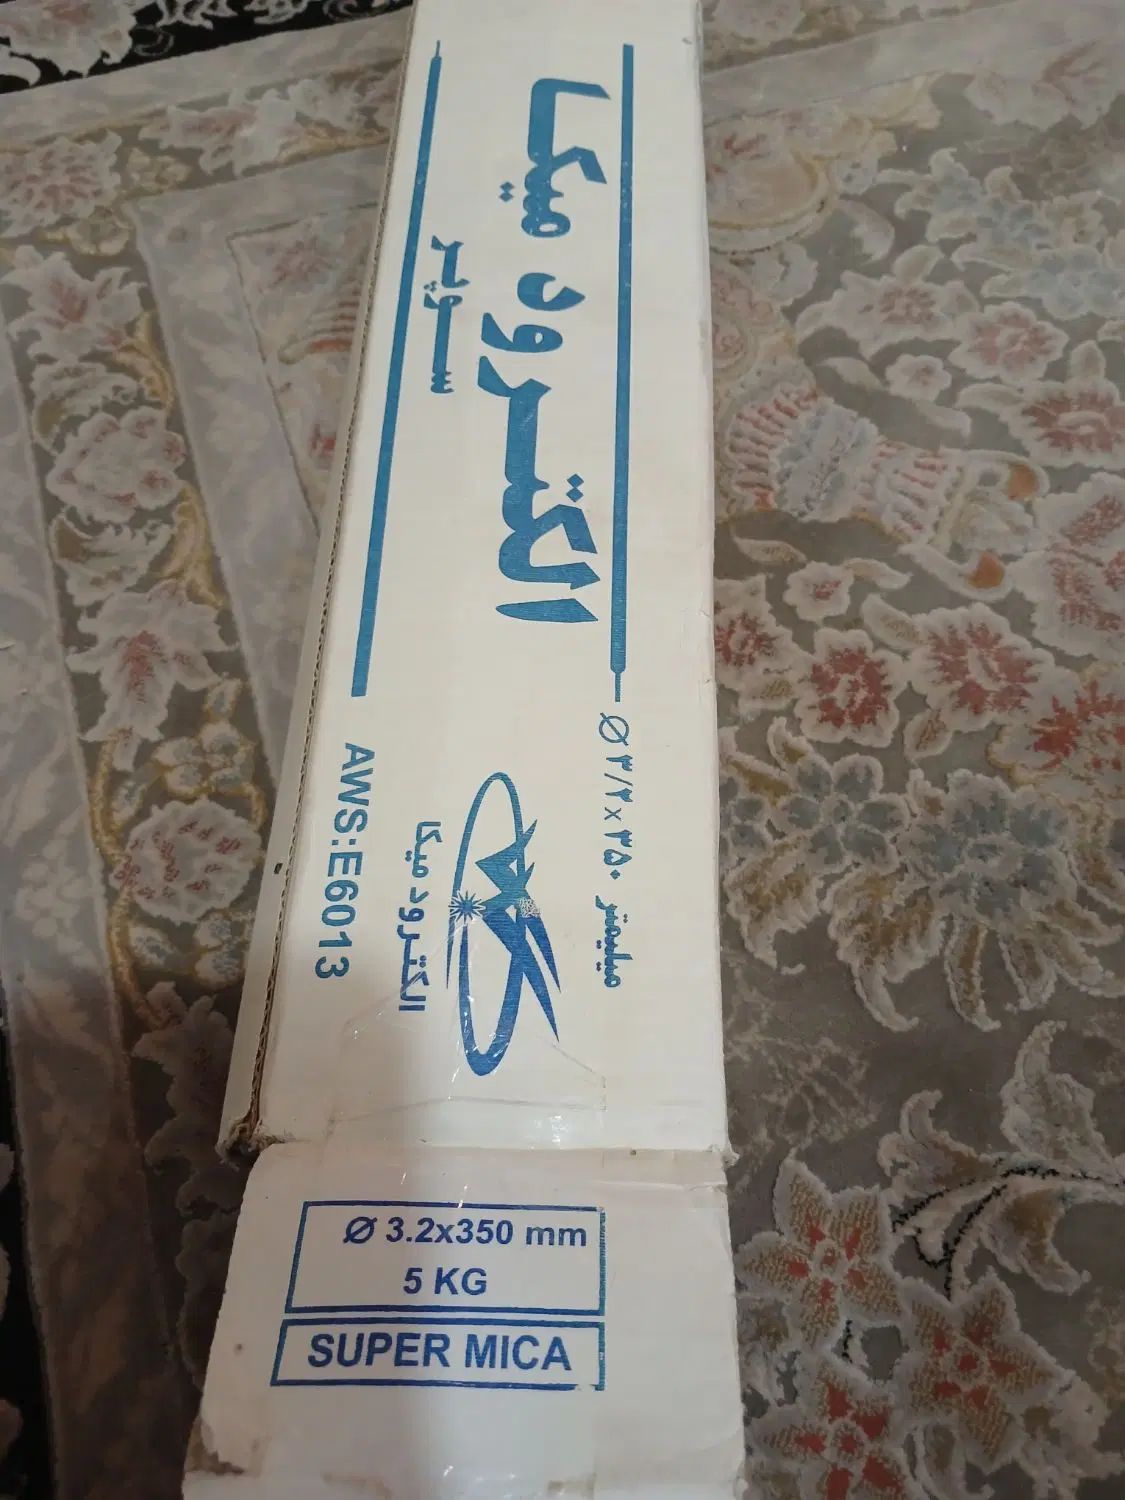 الکترود میکا
سوپر
Ø ۳/۲ x ۳۵۰ میلیمتر
الکترود میکا
AWS:E6013
Ø 3.2x350 mm
5 KG
SUPER MICA